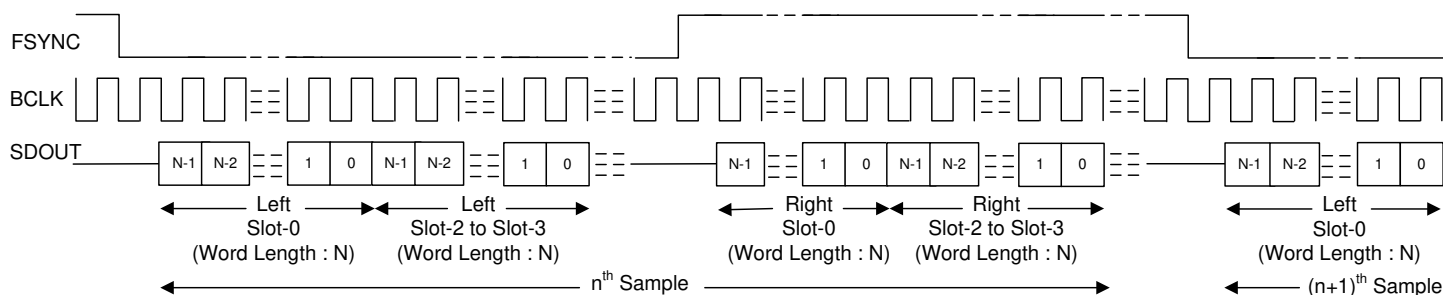 FSYNC
BCLK
SDOUT
N-1 N-2 1 0 N-1 N-2 1 0 N-1 1 0 N-1 N-2 1 0 N-1 N-2 1 0
Left Left Right Right Left
Slot-0 Slot-2 to Slot-3 Slot-0 Slot-2 to Slot-3 Slot-0
(Word Length : N) (Word Length : N) (Word Length : N) (Word Length : N) (Word Length : N)
nth Sample (n+1)th Sample